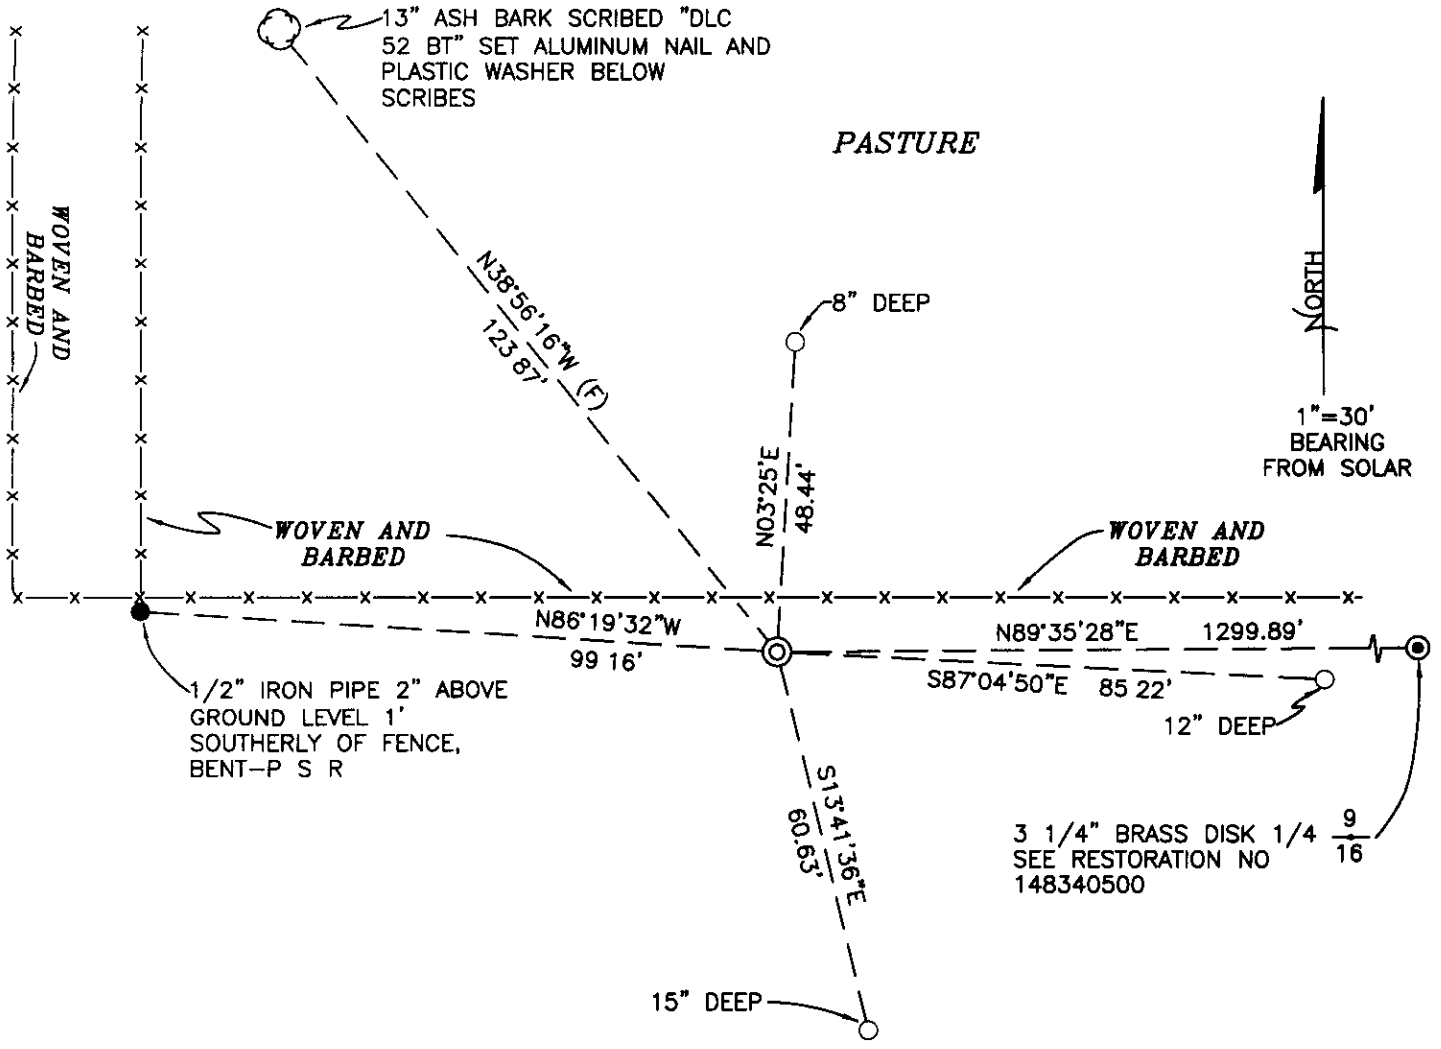 13" ASH BARK SCRIBED "DLC
52 BT" SET ALUMINUM NAIL AND
PLASTIC WASHER BELOW
SCRIBES
PASTURE
WOVEN AND
BARBED
N38°56'16"W (F)
123 87'
8" DEEP
NORTH
1"=30'
BEARING
FROM SOLAR
N03°25'E
48.44'
WOVEN AND
BARBED
WOVEN AND
BARBED
N86°19'32"W
99 16'
N89°35'28"E 1299.89'
S87°04'50"E 85 22'
12" DEEP
1/2" IRON PIPE 2" ABOVE
GROUND LEVEL 1'
SOUTHERLY OF FENCE,
BENT-P S R
S13°41'36"E
60.63'
3 1/4" BRASS DISK 1/4 9
16
SEE RESTORATION NO
148340500
15" DEEP